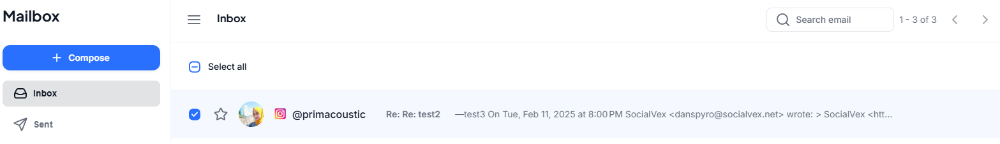 Mailbox
Inbox
Search email
1 - 3 of 3
Compose
Select all
Inbox
@primacoustic Re: Re: test2 —test3 On Tue, Feb 11, 2025 at 8:00 PM SocialVex <danspyro@socialvex.net> wrote: > SocialVex <htt...
Sent